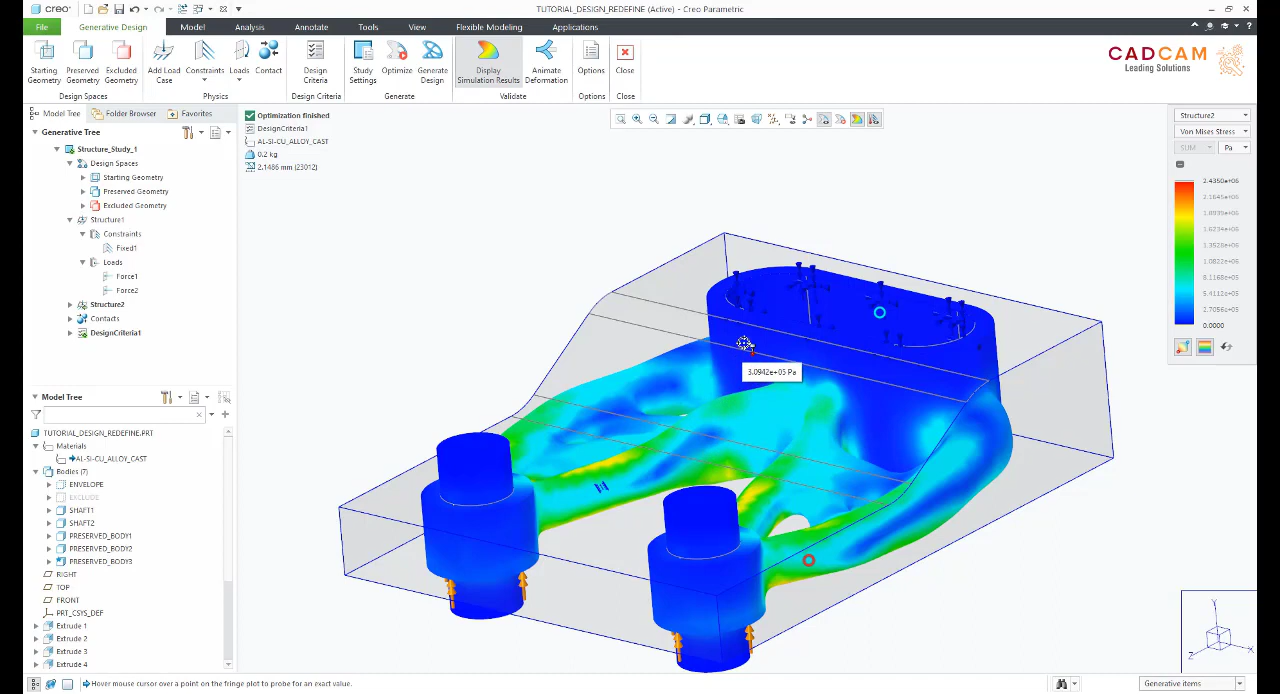 creo
TUTORIAL_DESIGN_REDEFINE (Active) - Creo Parametric
File
Generative Design
Model
Analysis
Annotate
Tools
View
Flexible Modeling
Applications
Starting Geometry
Preserved Geometry
Excluded Geometry
Add Load Case
Constraints
Loads
Contact
Design Criteria
Study Settings
Optimize
Generate Design
Display Simulation Results
Animate Deformation
Options
Close
Design Spaces
Physics
Design Criteria
Generate
Validate
Options
Close
CADCAM
Leading Solutions
Model Tree
Folder Browser
Favorites
Generative Tree
Structure_Study_1
Design Spaces
Starting Geometry
Preserved Geometry
Excluded Geometry
Structure1
Constraints
Fixed1
Loads
Force1
Force2
Structure2
Contacts
DesignCriteria1
Optimization finished
DesignCriteria1
AL-SI-CU_ALLOY_CAST
0.2 kg
2.1486 mm (23012)
Structure2
Von Mises Stress
SUM
Pa
2.4350e+06
2.1645e+06
1.8939e+06
1.6234e+06
1.3528e+06
1.0822e+06
8.1168e+05
5.4112e+05
2.7056e+05
0.0000
3.0942e+05 Pa
Model Tree
TUTORIAL_DESIGN_REDEFINE.PRT
Materials
AL-SI-CU_ALLOY_CAST
Bodies (7)
ENVELOPE
EXCLUDE
SHAFT1
SHAFT2
PRESERVED_BODY1
PRESERVED_BODY2
PRESERVED_BODY3
RIGHT
TOP
FRONT
PRT_CSYS_DEF
Extrude 1
Extrude 2
Extrude 3
Extrude 4
Y
X
Z
Hover mouse cursor over a point on the fringe plot to probe for an exact value.
Generative items